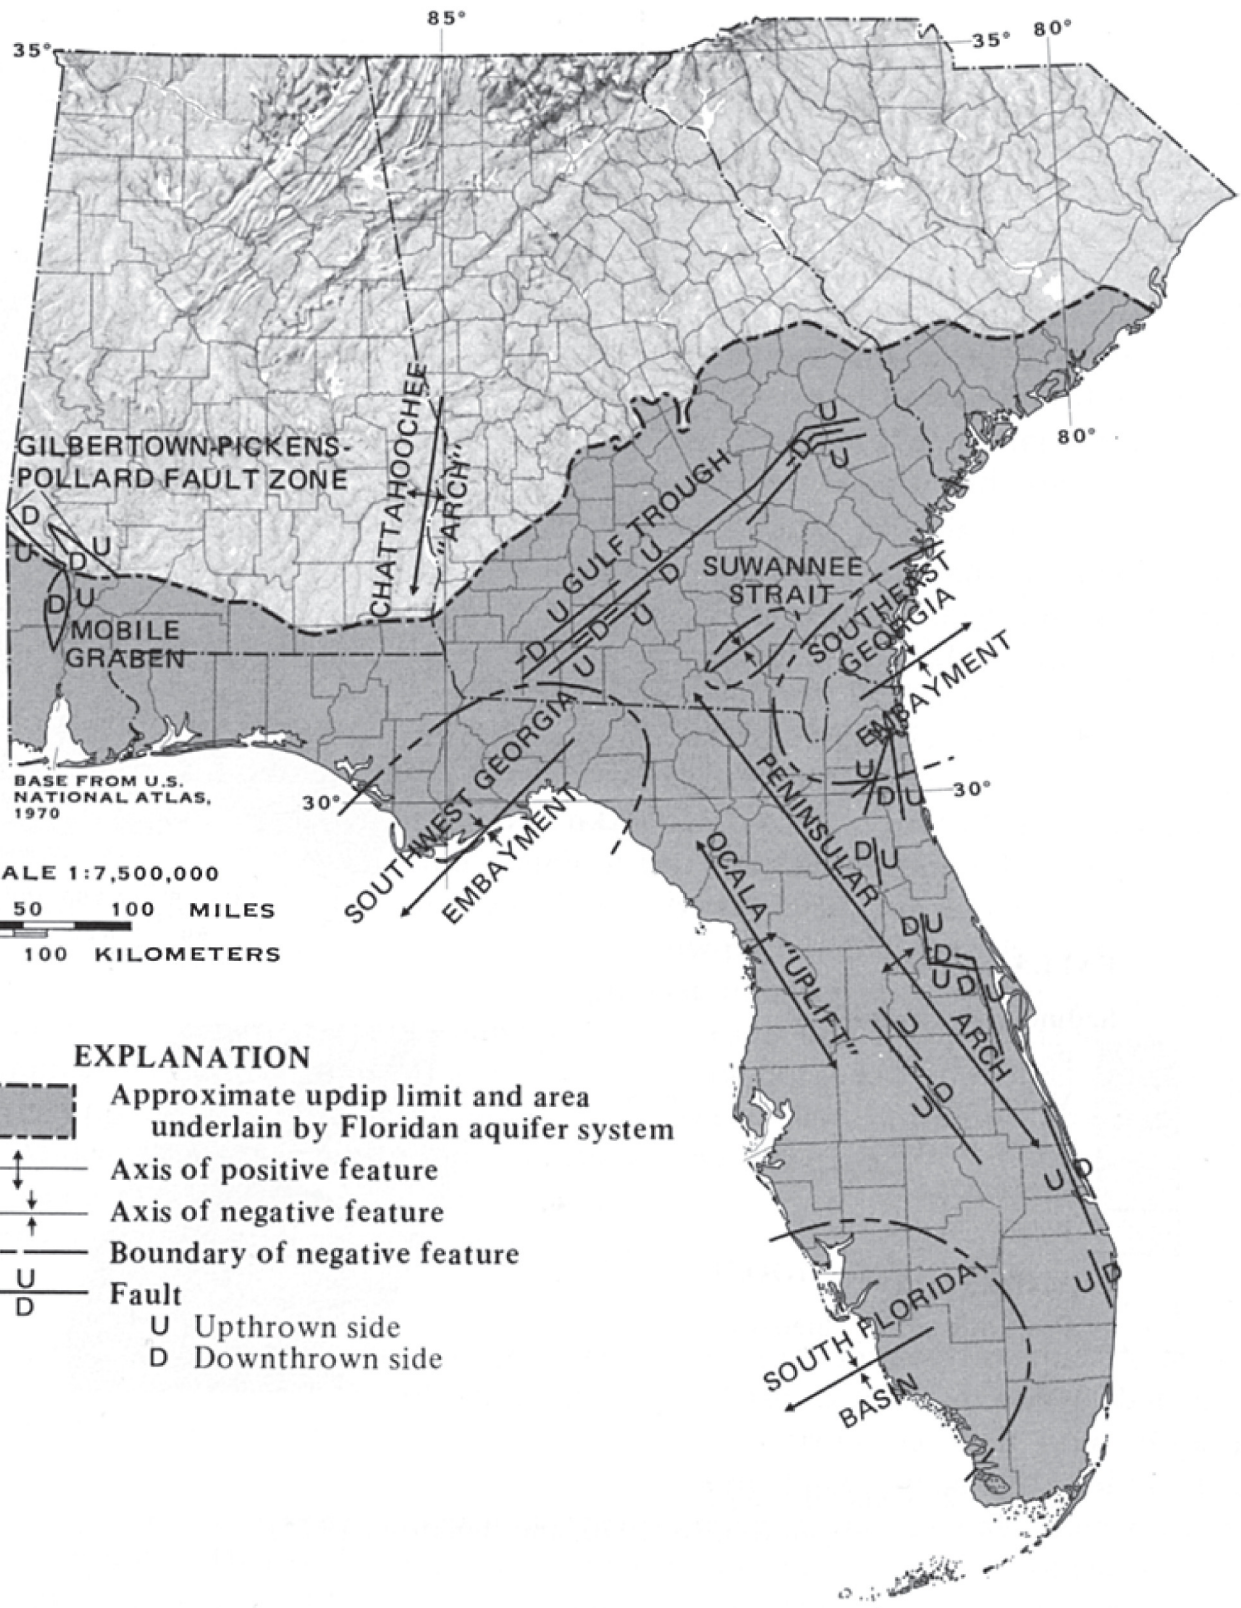 85°
35°
35°
80°
GILBERTOWN-PICKENS-
POLLARD FAULT ZONE
CHATTAHOOCHEE
"ARCH"
80°
U
D
U
D
U
D
U
D
U
MOBILE
GRABEN
GULF TROUGH
U
D
U
U
D
U
D
D
U
U
SUWANNEE
STRAIT
SOUTHEAST
GEORGIA
EMBAYMENT
BASE FROM U.S.
NATIONAL ATLAS,
1970
30°
30°
SOUTHWEST GEORGIA
EMBAYMENT
PENINSULAR
ARCH
OCALA
"UPLIFT"
U
D
U
D
U
D
U
D
U
D
U
U
D
U
U
D
U
D
SOUTH FLORIDA
BASIN
ALE 1:7,500,000
50 100 MILES
100 KILOMETERS
EXPLANATION
Approximate updip limit and area
underlain by Floridan aquifer system
Axis of positive feature
Axis of negative feature
Boundary of negative feature
U
D
Fault
U Upthrown side
D Downthrown side